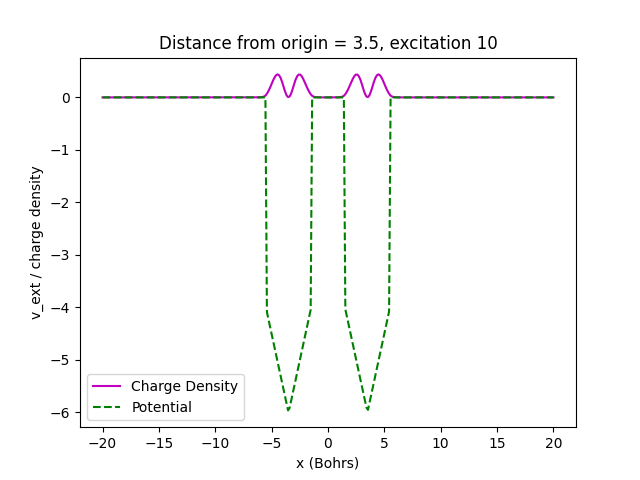 Distance from origin = 3.5, excitation 10
v_ext / charge density
0
−1
−2
−3
−4
−5
−6
Charge Density
Potential
−20 −15 −10 −5 0 5 10 15 20
x (Bohrs)